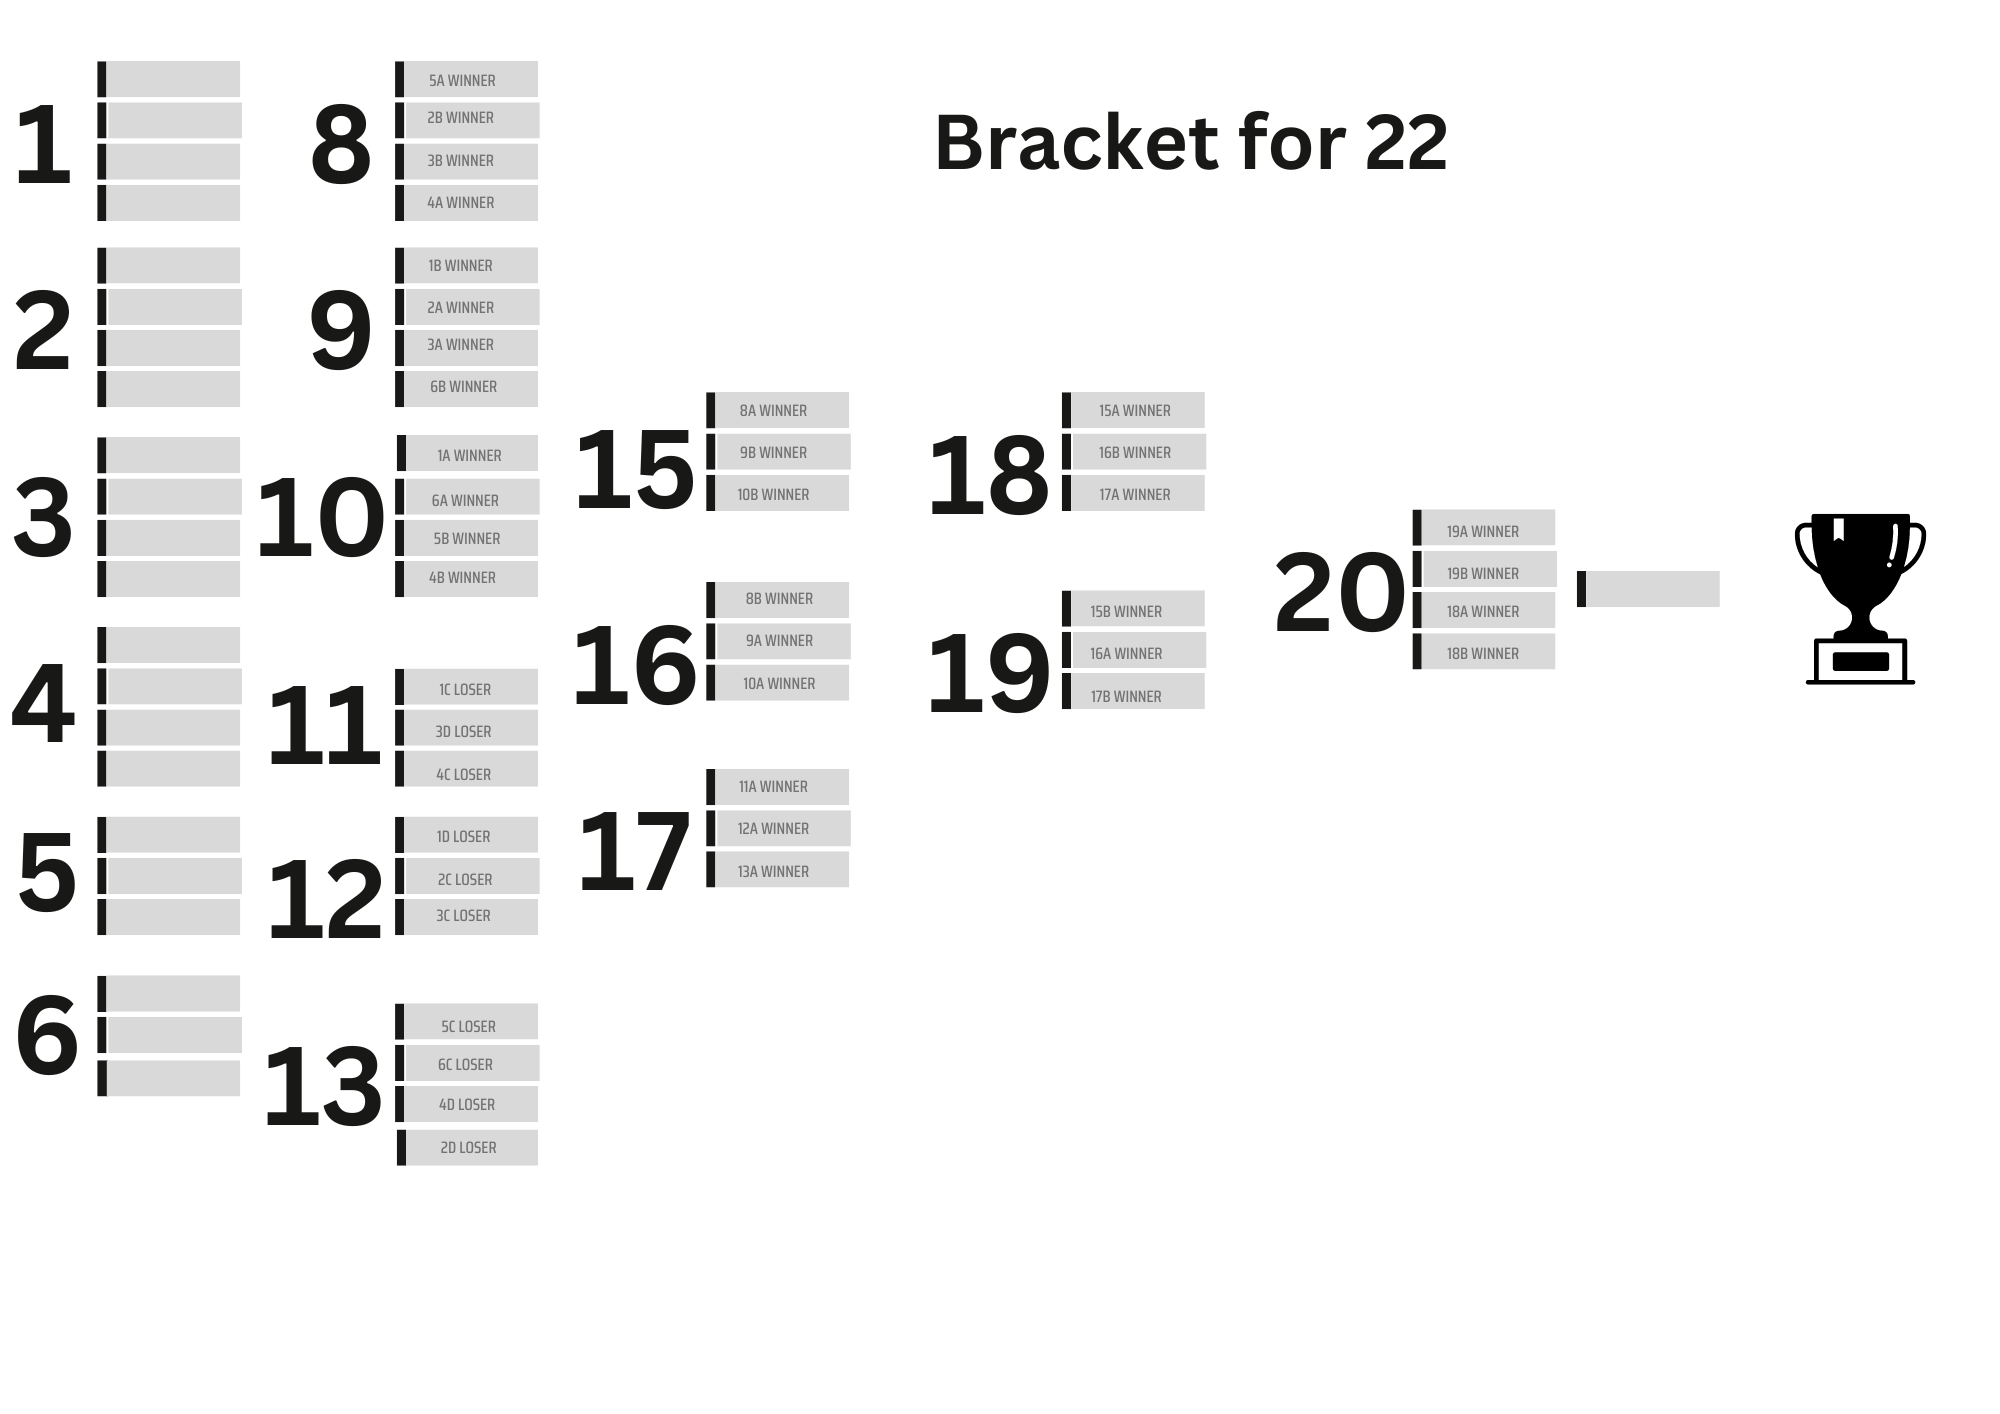 Bracket for 22
1
2
3
4
5
6
8
5A WINNER
2B WINNER
3B WINNER
4A WINNER
9
1B WINNER
2A WINNER
3A WINNER
6B WINNER
10
1A WINNER
6A WINNER
5B WINNER
4B WINNER
11
1C LOSER
3D LOSER
4C LOSER
12
1D LOSER
2C LOSER
3C LOSER
13
5C LOSER
6C LOSER
4D LOSER
2D LOSER
15
8A WINNER
9B WINNER
10B WINNER
16
8B WINNER
9A WINNER
10A WINNER
17
11A WINNER
12A WINNER
13A WINNER
18
15A WINNER
16B WINNER
17A WINNER
19
15B WINNER
16A WINNER
17B WINNER
20
19A WINNER
19B WINNER
18A WINNER
18B WINNER